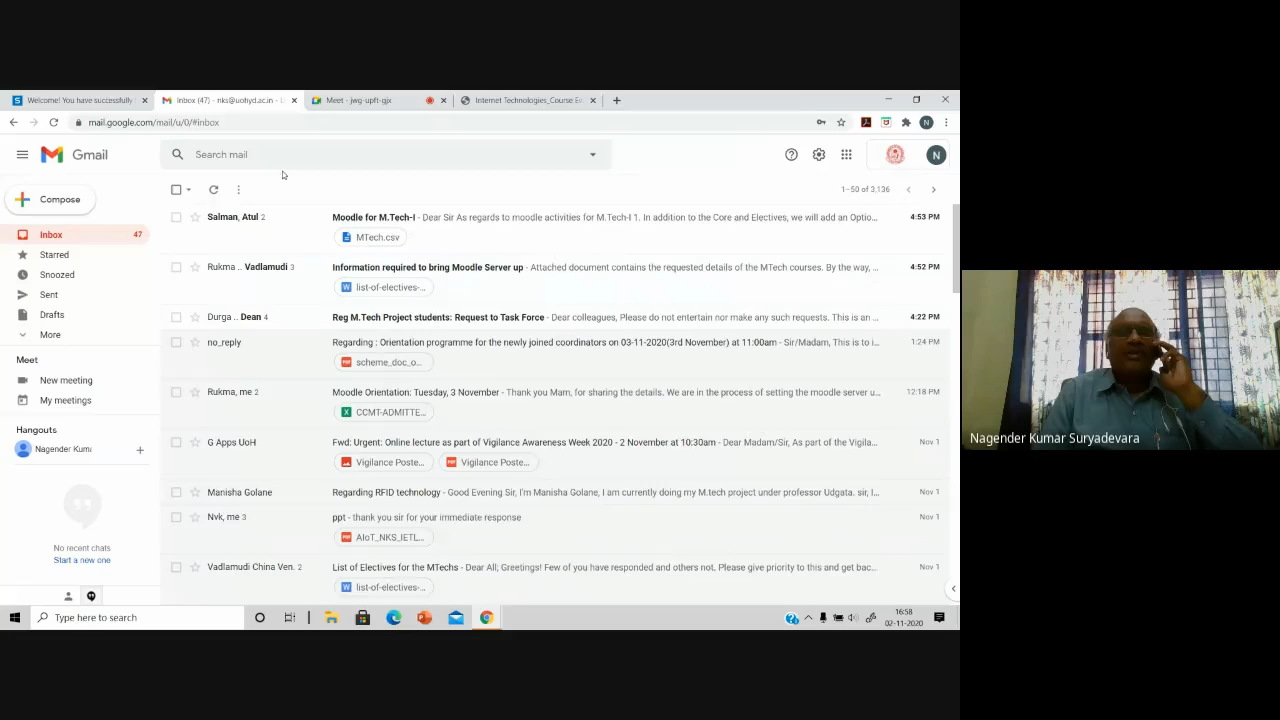 Welcome! You have successfully
Inbox (47) - nks@uohyd.ac.in -
Meet - jwg-upft-gjx
Internet Technologies_Course Ev
mail.google.com/mail/u/0/#inbox
Gmail
Search mail
N
Compose
1–50 of 3,136
Inbox 47
Starred
Snoozed
Sent
Drafts
More
Meet
New meeting
My meetings
Hangouts
Nagender Kuma
No recent chats
Start a new one
Salman, Atul 2 Moodle for M.Tech-I - Dear Sir As regards to moodle activities for M.Tech-I 1. In addition to the Core and Electives, we will add an Optio... 4:53 PM
MTech.csv
Rukma .. Vadlamudi 3 Information required to bring Moodle Server up - Attached document contains the requested details of the MTech courses. By the way, ... 4:52 PM
list-of-electives-...
Durga .. Dean 4 Reg M.Tech Project students: Request to Task Force - Dear colleagues, Please do not entertain nor make any such requests. This is an ... 4:22 PM
no_reply Regarding : Orientation programme for the newly joined coordinators on 03-11-2020(3rd November) at 11:00am - Sir/Madam, This is to i... 1:24 PM
PDF scheme_doc_o...
Rukma, me 2 Moodle Orientation: Tuesday, 3 November - Thank you Mam, for sharing the details. We are in the process of setting the moodle server u... 12:18 PM
X CCMT-ADMITTE...
G Apps UoH Fwd: Urgent: Online lecture as part of Vigilance Awareness Week 2020 - 2 November at 10:30am - Dear Madam/Sir, As part of the Vigila... Nov 1
Vigilance Poste... PDF Vigilance Poste...
Manisha Golane Regarding RFID technology - Good Evening Sir, I'm Manisha Golane, I am currently doing my M.tech project under professor Udgata. sir, I... Nov 1
Nvk, me 3 ppt - thank you sir for your immediate response Nov 1
PDF AIoT_NKS_IETL...
Vadlamudi China Ven. 2 List of Electives for the MTechs - Dear All; Greetings! Few of you have responded and others not. Please give priority to this and get bac... Nov 1
W list-of-electives-...
Type here to search
16:58
02-11-2020
Nagender Kumar Suryadevara